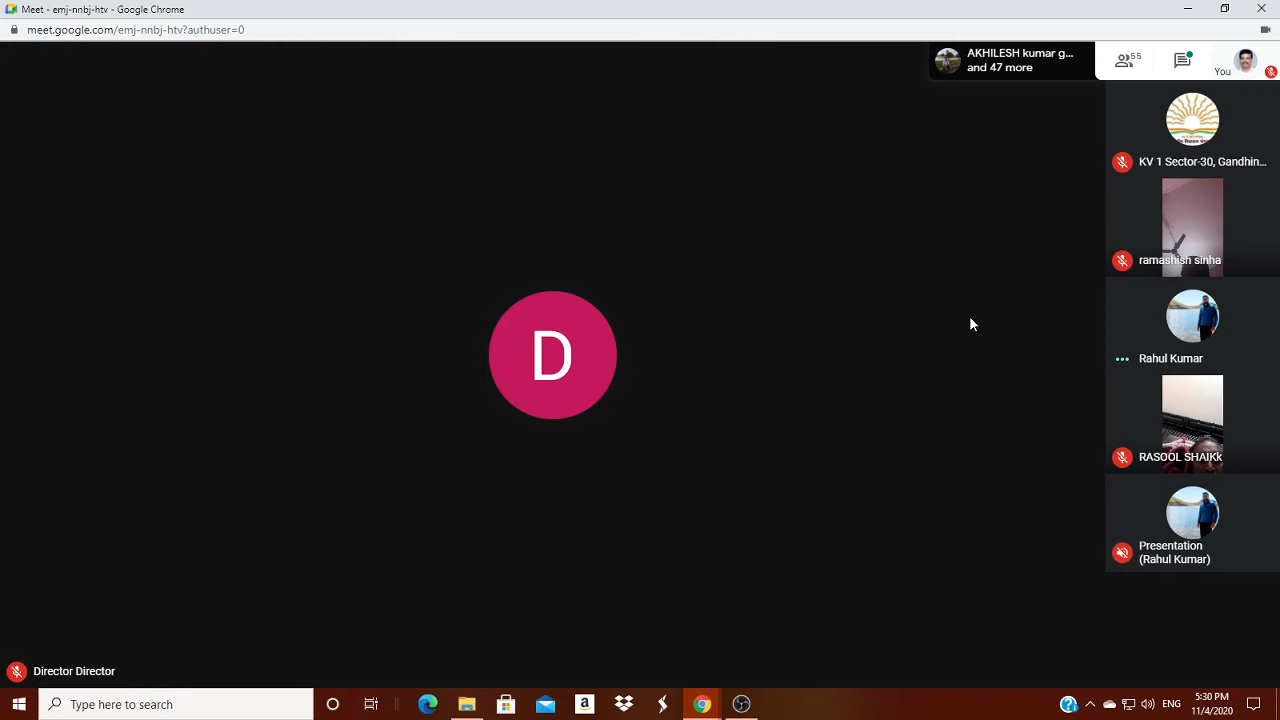 Meet - emj-nnbj-htv - Google Chrome
meet.google.com/emj-nnbj-htv?authuser=0
AKHILESH kumar g...
and 47 more
55
You
KV 1 Sector-30, Gandhin...
ramashish sinha
Rahul Kumar
RASOOL SHAIKk
Presentation
(Rahul Kumar)
D
Director Director
Type here to search
a
ENG
5:30 PM
11/4/2020